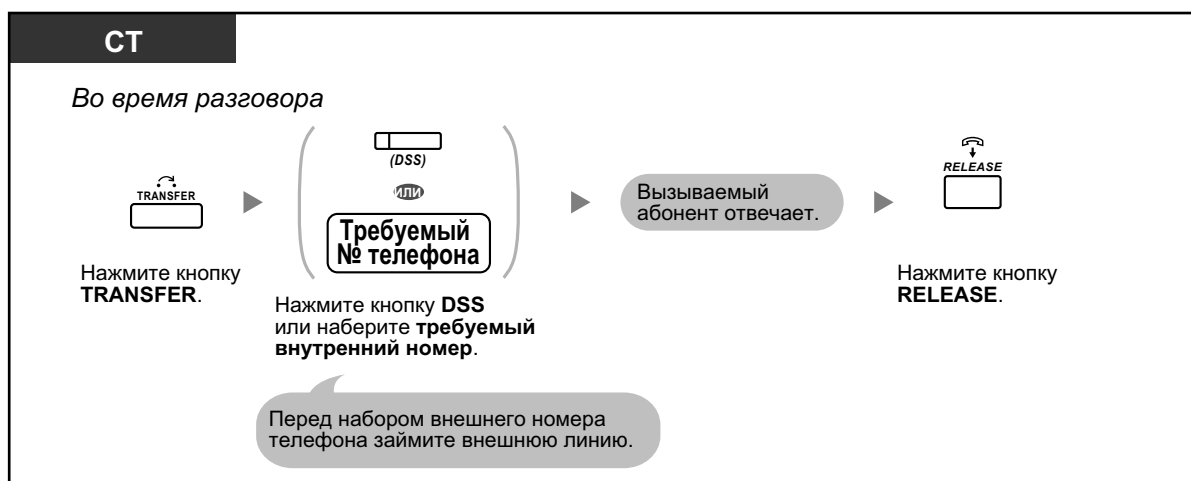 СТ
Во время разговора
TRANSFER
Нажмите кнопку
TRANSFER.
(DSS)
или
Требуемый
№ телефона
Нажмите кнопку DSS
или наберите требуемый
внутренний номер.
Перед набором внешнего номера
телефона займите внешнюю линию.
Вызываемый
абонент отвечает.
RELEASE
Нажмите кнопку
RELEASE.